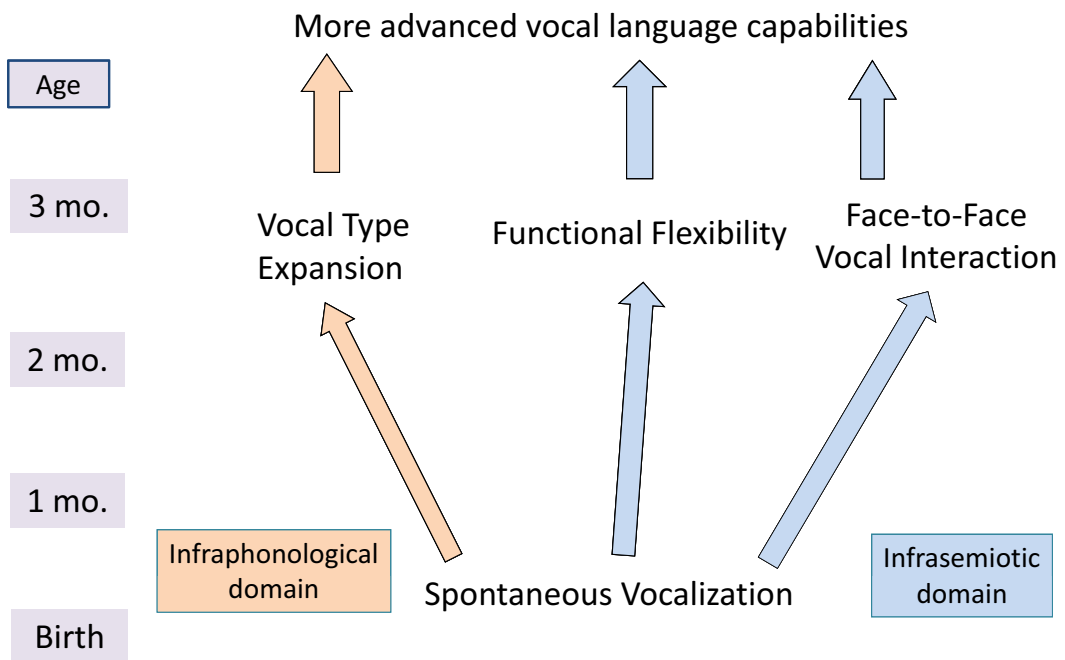 More advanced vocal language capabilities
Age
3 mo.
Vocal Type
Expansion
Functional Flexibility
Face-to-Face
Vocal Interaction
2 mo.
1 mo.
Infraphonological
domain
Spontaneous Vocalization
Infrasemiotic
domain
Birth